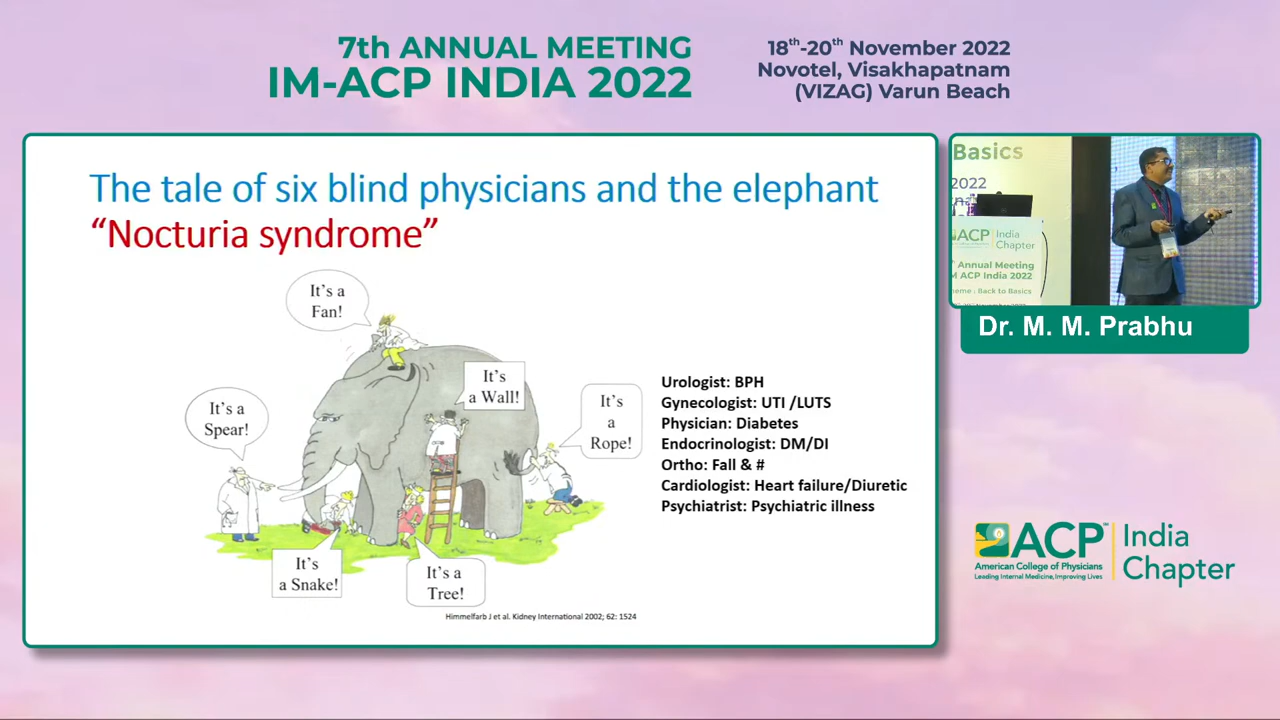 7th ANNUAL MEETING
IM-ACP INDIA 2022
18th-20th November 2022
Novotel, Visakhapatnam
(VIZAG) Varun Beach
The tale of six blind physicians and the elephant
“Nocturia syndrome”
It's a
Fan!
It's
a Wall!
It's
a
Rope!
It's a
Spear!
It's
a Snake!
It's a
Tree!
Urologist: BPH
Gynecologist: UTI /LUTS
Physician: Diabetes
Endocrinologist: DM/DI
Ortho: Fall & #
Cardiologist: Heart failure/Diuretic
Psychiatrist: Psychiatric illness
Himmelfarb J et al. Kidney International 2002; 62: 1524
Basics
2022
ACP India
Chapter
Annual Meeting
M ACP India 2022
Back to Basics
Dr. M. M. Prabhu
ACP™
American College of Physicians
Leading Internal Medicine, Improving Lives
India
Chapter